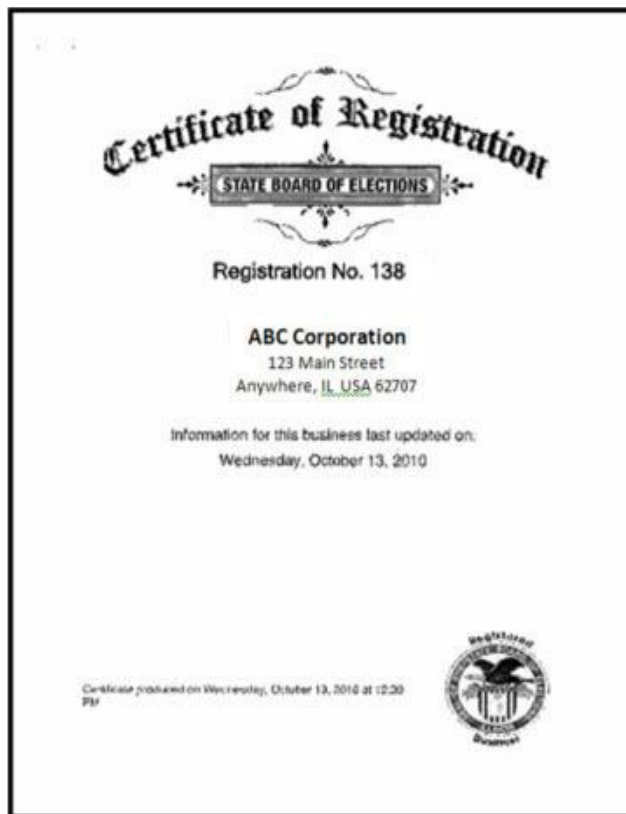 Certificate of Registration
STATE BOARD OF ELECTIONS
Registration No. 138
ABC Corporation
123 Main Street
Anywhere, IL USA 62707
Information for this business last updated on:
Wednesday, October 13, 2010
Certificate produced on Wednesday, October 13, 2010 at 12:30
PM
Registered
Business